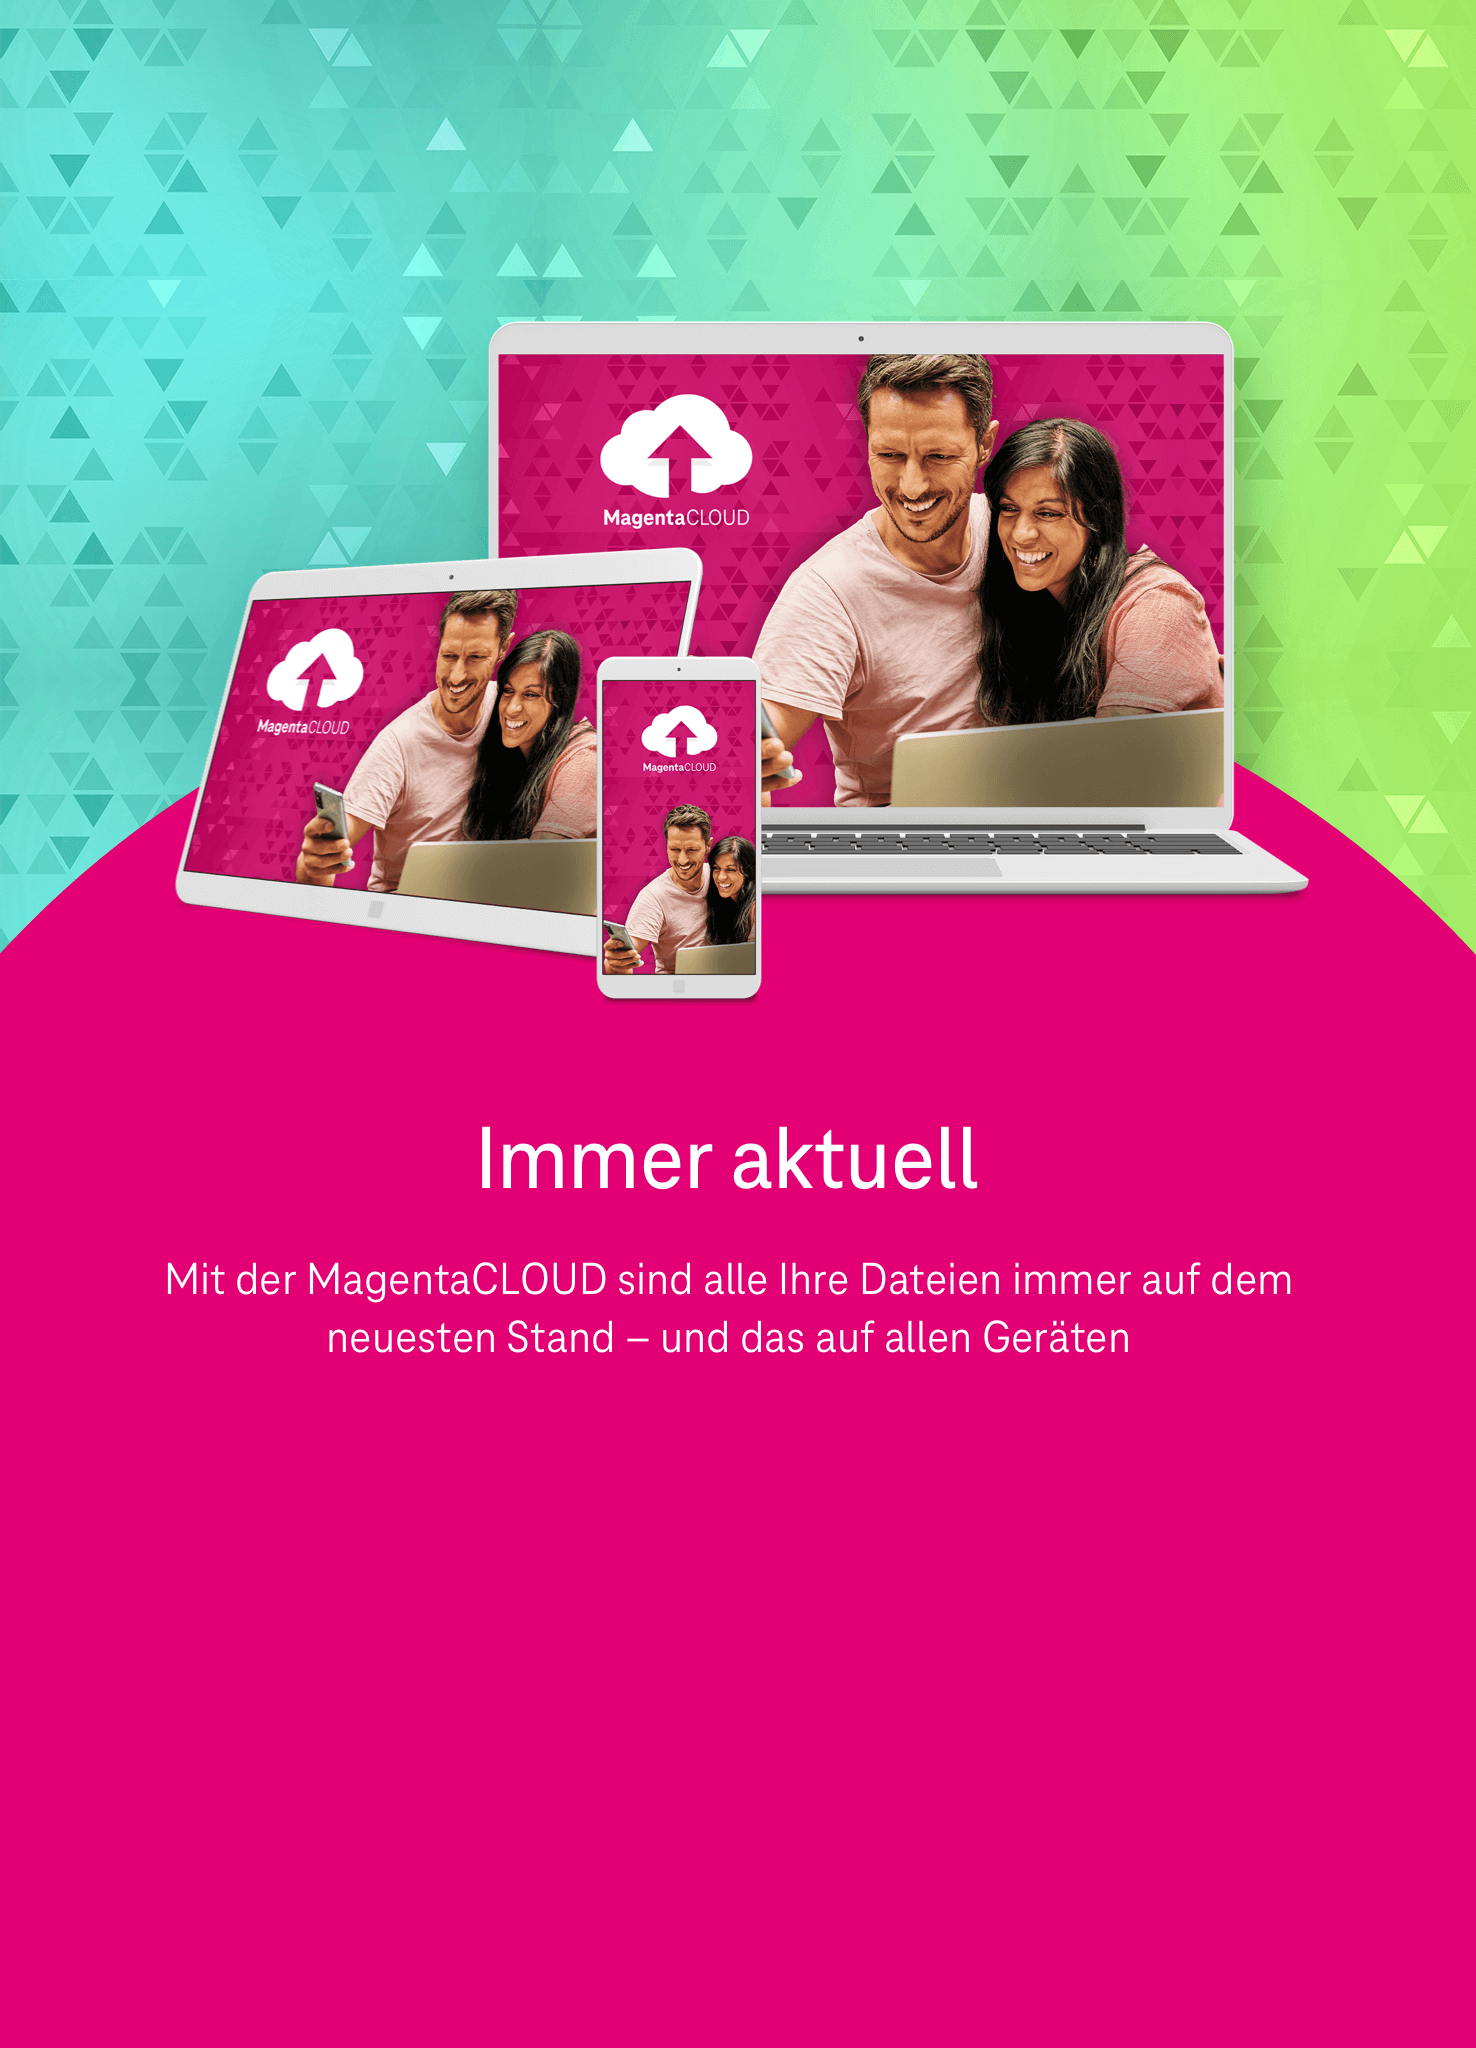 MagentaCLOUD
MagentaCLOUD
MagentaCLOUD
Immer aktuell
Mit der MagentaCLOUD sind alle Ihre Dateien immer auf dem
neuesten Stand – und das auf allen Geräten